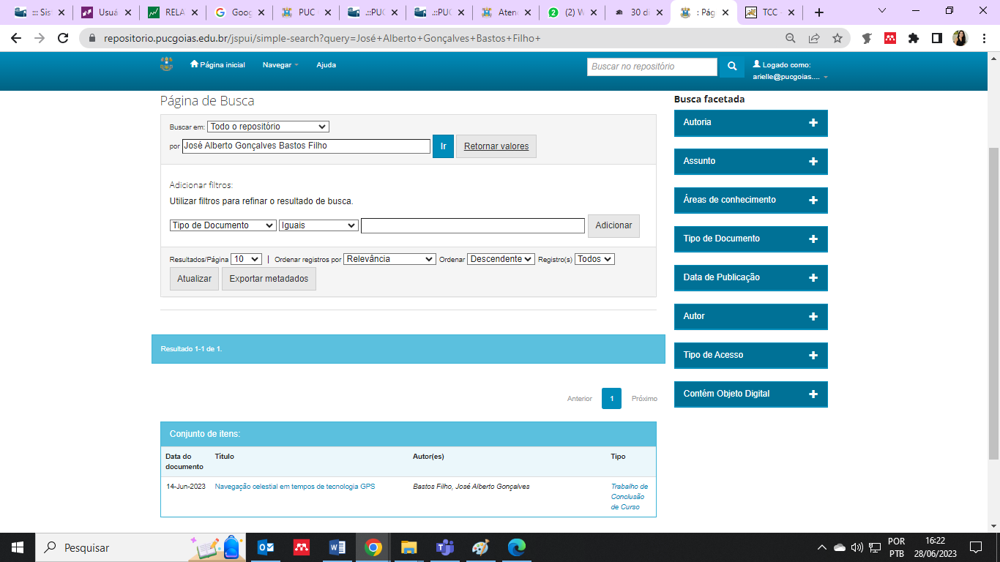 ::: Sis
Usuá
RELA
Goog
PUC
.::PUC
.::PUC
Aten
(2) W
30 di
: Pág
TCC -
repositorio.pucgoias.edu.br/jspui/simple-search?query=José+Alberto+Gonçalves+Bastos+Filho+
Página inicial
Navegar
Ajuda
Buscar no repositório
Logado como:
arielle@pucgoias....
Página de Busca
Buscar em: Todo o repositório
por José Alberto Gonçalves Bastos Filho Ir Retornar valores
Adicionar filtros:
Utilizar filtros para refinar o resultado de busca.
Tipo de Documento Iguais Adicionar
Resultados/Página 10 | Ordenar registros por Relevância Ordenar Descendente Registro(s) Todos
Atualizar Exportar metadados
Resultado 1-1 de 1.
Anterior 1 Próximo
Conjunto de itens:
Data do documento Título Autor(es) Tipo
14-Jun-2023 Navegação celestial em tempos de tecnologia GPS Bastos Filho, José Alberto Gonçalves Trabalho de
Conclusão
de Curso
Busca facetada
Autoria
Assunto
Áreas de conhecimento
Tipo de Documento
Data de Publicação
Autor
Tipo de Acesso
Contém Objeto Digital
Pesquisar
POR
PTB
16:22
28/06/2023